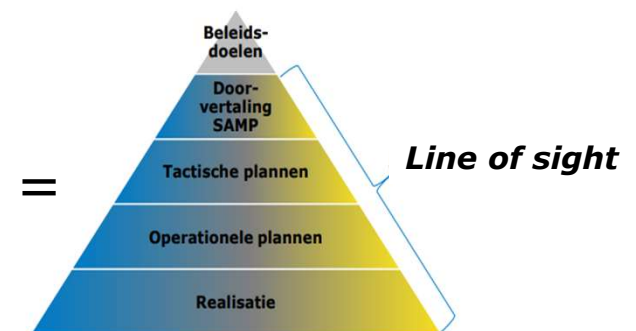 Beleids-
doelen
Door-
vertaling
SAMP
Tactische plannen
Line of sight
=
Operationele plannen
Realisatie